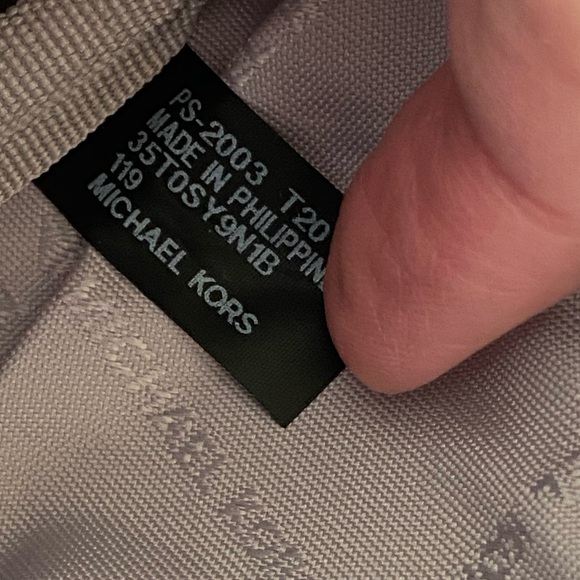 PS-2003 T20
MADE IN PHILIPPIN
35T0SY9N1B
119
MICHAEL KORS